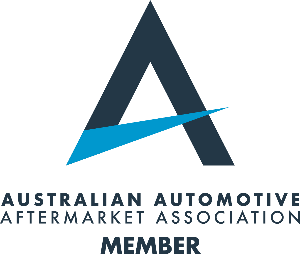 AUSTRALIAN AUTOMOTIVE
AFTERMARKET ASSOCIATION
MEMBER